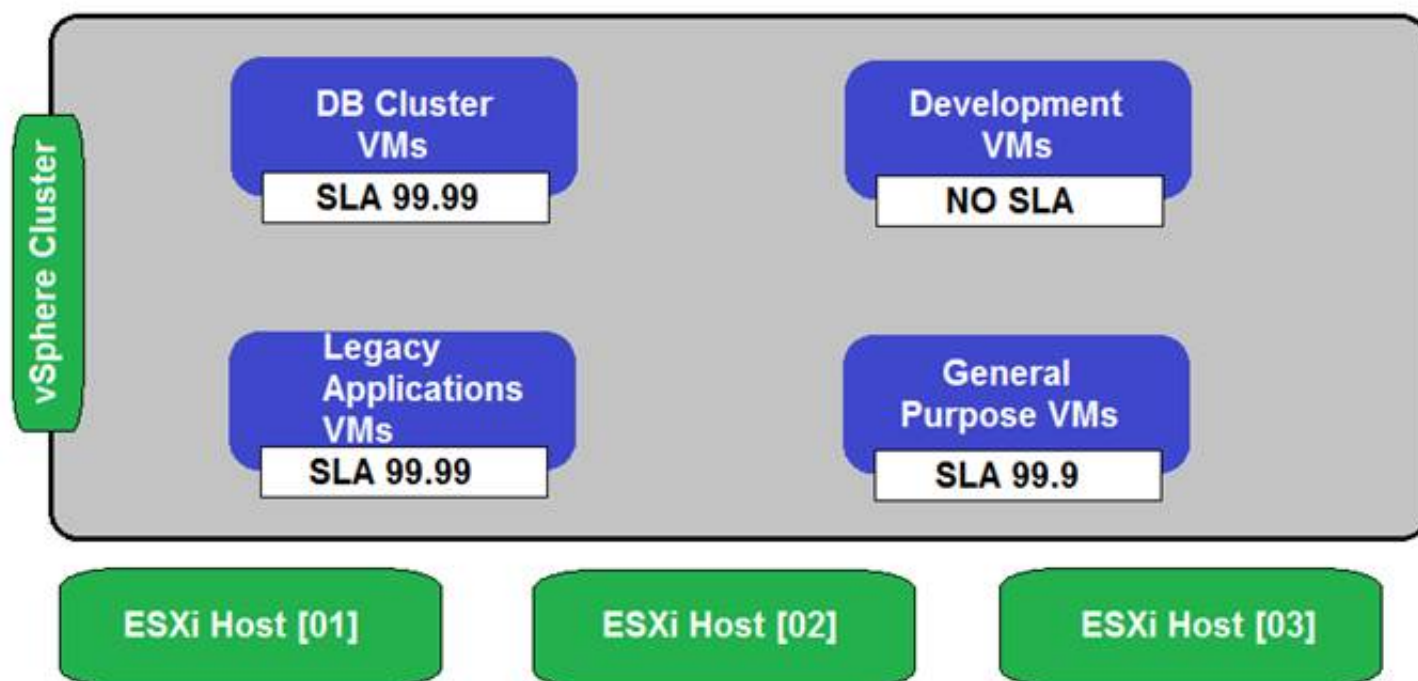 vSphere Cluster
DB Cluster
VMs
SLA 99.99
Development
VMs
NO SLA
Legacy
Applications
VMs
SLA 99.99
General
Purpose VMs
SLA 99.9
ESXi Host [01]
ESXi Host [02]
ESXi Host [03]